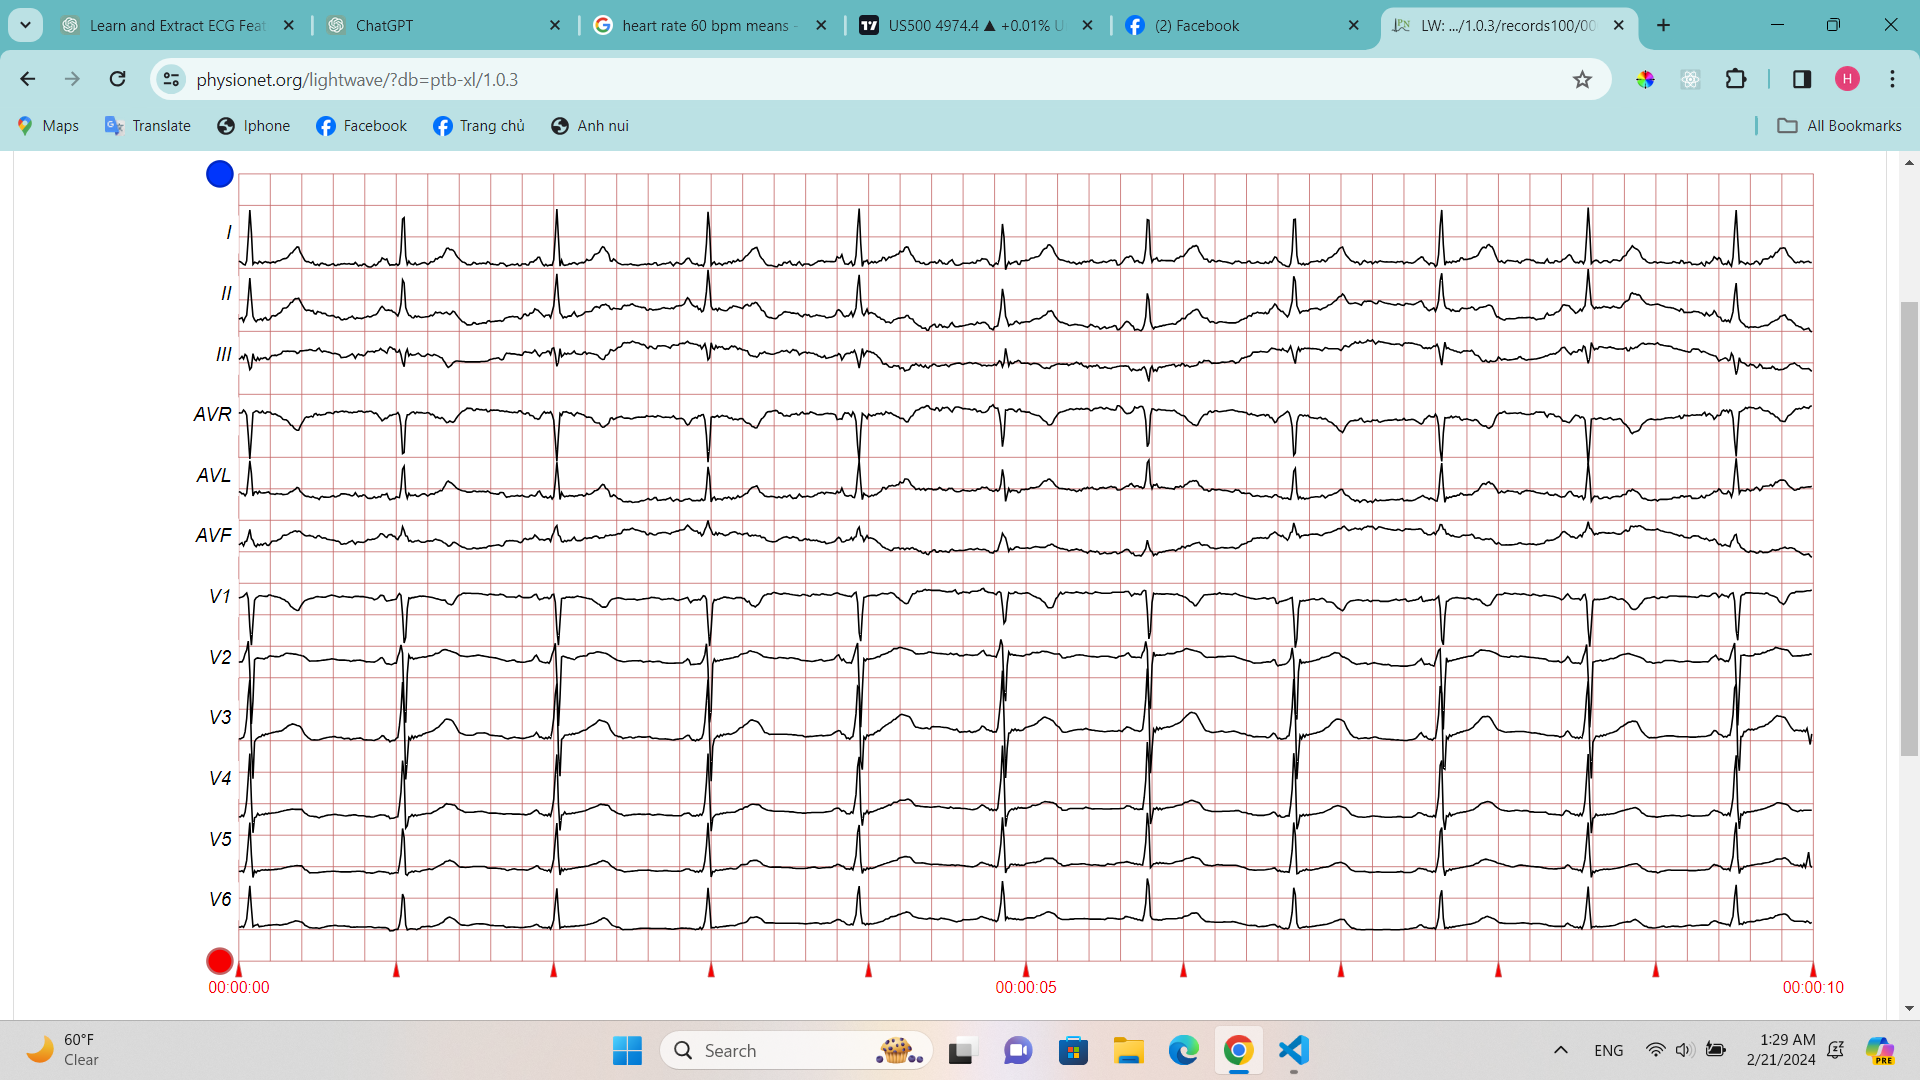 Learn and Extract ECG Feat
ChatGPT
heart rate 60 bpm means -
US500 4974.4 ▲ +0.01% U
(2) Facebook
LW: .../1.0.3/records100/00
physionet.org/lightwave/?db=ptb-xl/1.0.3
H
Maps
Translate
Iphone
Facebook
Trang chủ
Anh nui
All Bookmarks
I
II
III
AVR
AVL
AVF
V1
V2
V3
V4
V5
V6
00:00:00
00:00:05
00:00:10
60°F
Clear
Search
ENG
1:29 AM
2/21/2024
PRE